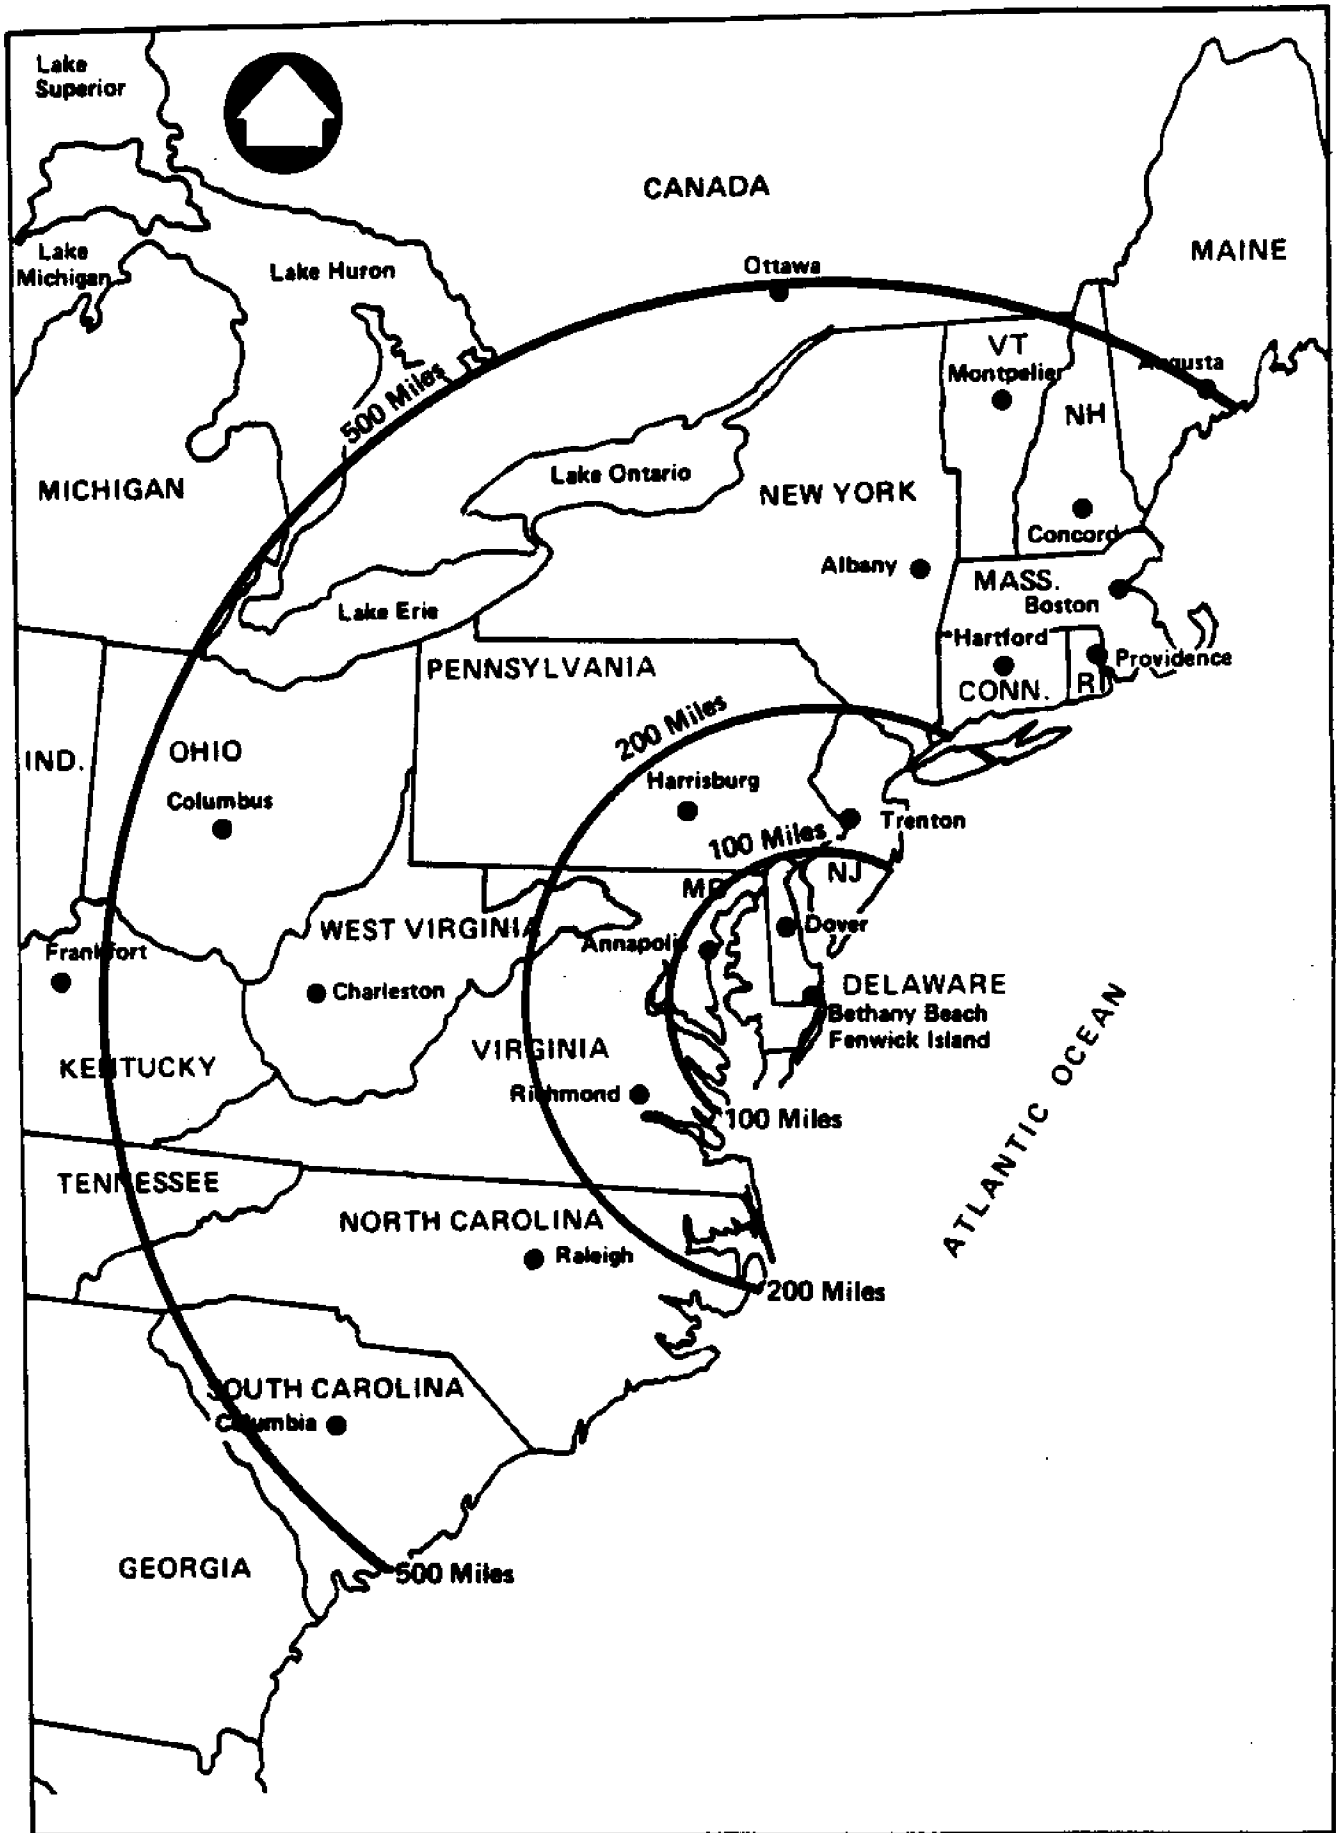 Lake
Superior
CANADA
MAINE
Lake
Michigan
Lake Huron
Ottawa
VT
Montpelier
Augusta
500 Miles
NH
MICHIGAN
Lake Ontario
NEW YORK
Concord
Albany
MASS.
Boston
Lake Erie
Hartford
Providence
PENNSYLVANIA
CONN.
RI
200 Miles
IND.
OHIO
Harrisburg
Columbus
Trenton
100 Miles
NJ
MD
WEST VIRGINIA
Dover
Annapolis
Frankfort
Charleston
DELAWARE
Bethany Beach
Fenwick Island
VIRGINIA
KENTUCKY
ATLANTIC OCEAN
Richmond
100 Miles
TENNESSEE
NORTH CAROLINA
Raleigh
200 Miles
SOUTH CAROLINA
Columbia
GEORGIA
500 Miles